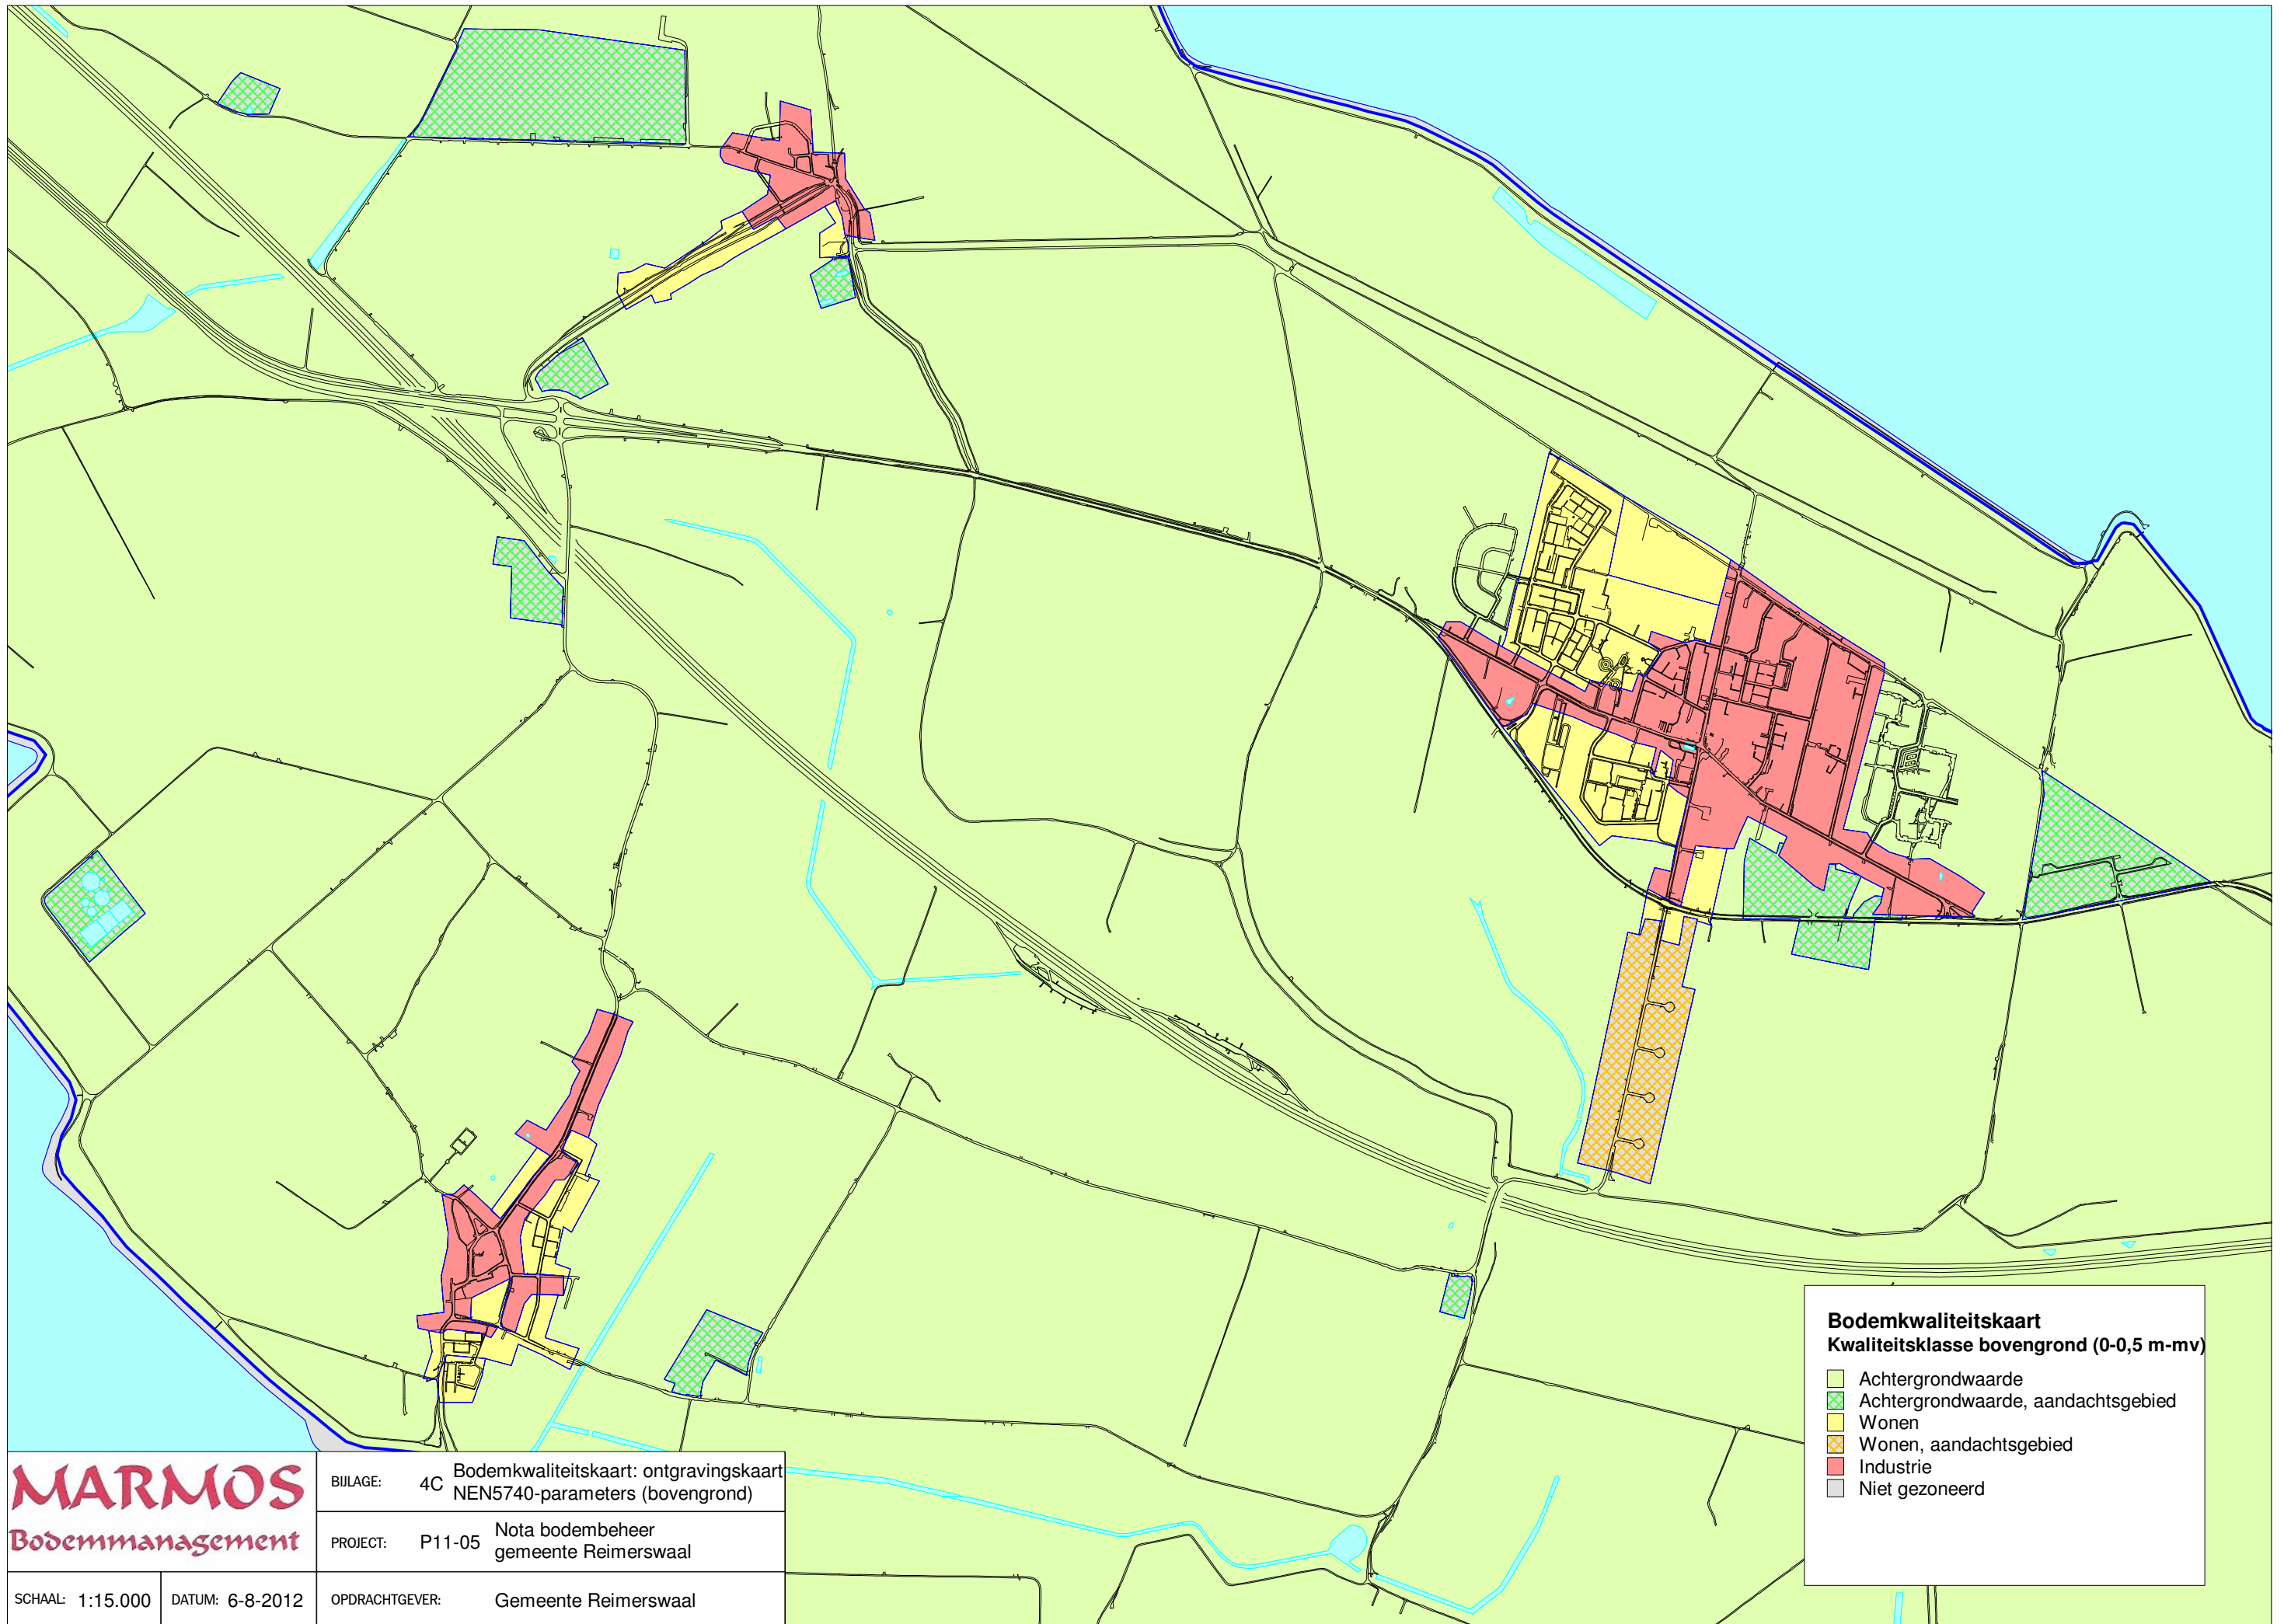 Bodemkwaliteitskaart
Kwaliteitsklasse bovengrond (0-0,5 m-mv)
Achtergrondwaarde
Achtergrondwaarde, aandachtsgebied
Wonen
Wonen, aandachtsgebied
Industrie
Niet gezoneerd
MARMOS
Bodemmanagement
BIJLAGE: 4C Bodemkwaliteitskaart: ontgravingskaart
NEN5740-parameters (bovengrond)
PROJECT: P11-05 Nota bodembeheer
gemeente Reimerswaal
SCHAAL: 1:15.000 DATUM: 6-8-2012 OPDRACHTGEVER: Gemeente Reimerswaal